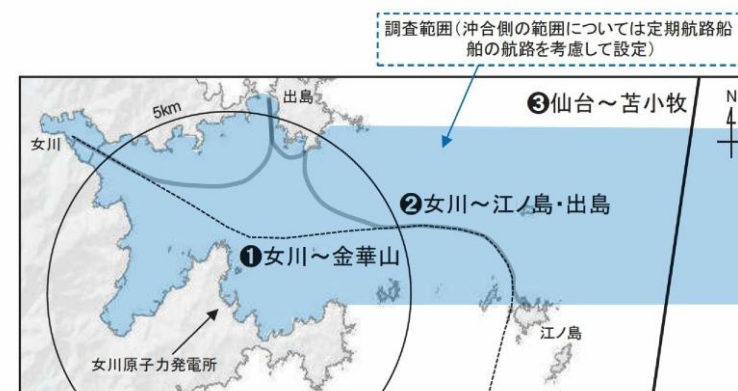 調査範囲(沖合側の範囲については定期航路船
舶の航路を考慮して設定)
出島
5km
❸仙台〜苫小牧
N
4
女川
❷女川〜江ノ島・出島
❶女川〜金華山
江ノ島
女川原子力発電所